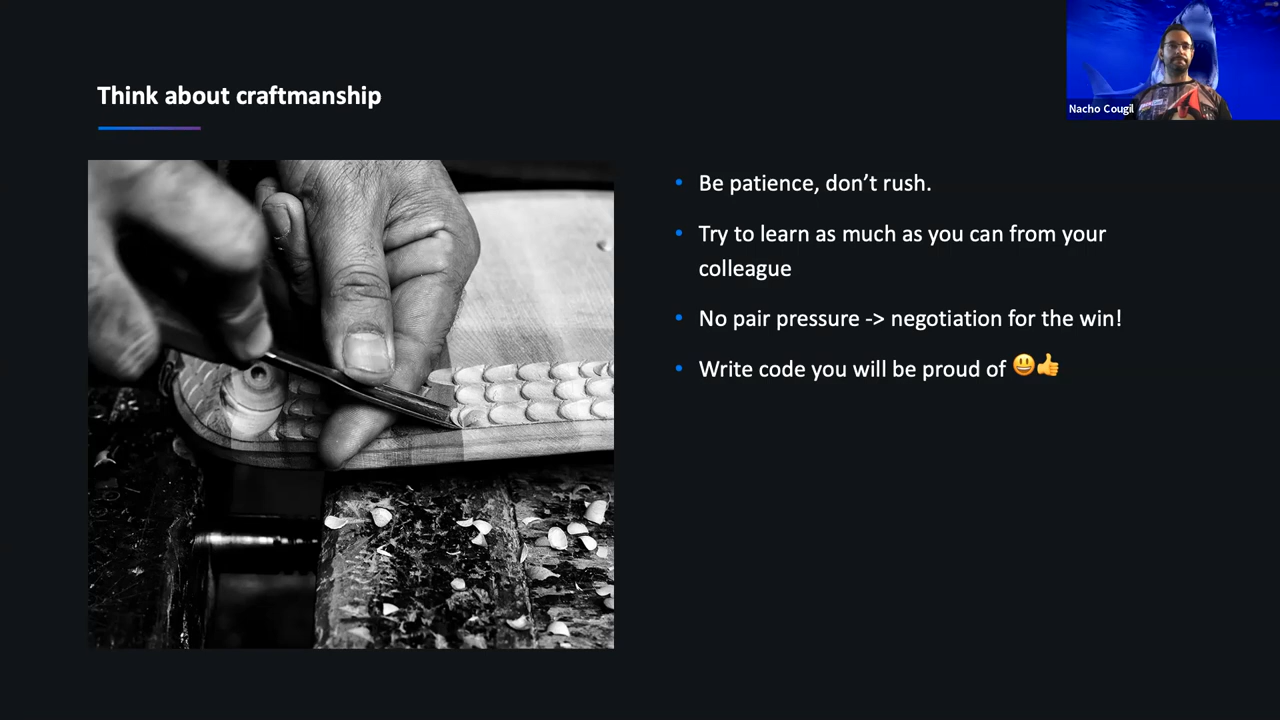 Think about craftmanship
Nacho Cougil
Be patience, don’t rush.
Try to learn as much as you can from your
colleague
No pair pressure -> negotiation for the win!
Write code you will be proud of 😃👍